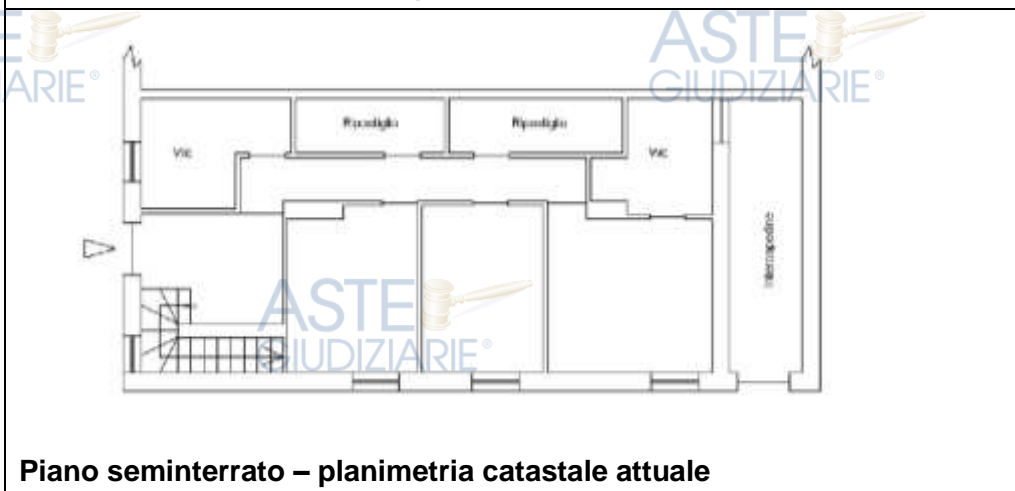 ASTE
GIUDIZIARIE®
E
ARIE®
Ripostiglio
Ripostiglio
WC
WC
Intercapedine
ASTE
GIUDIZIARIE®
Piano seminterrato – planimetria catastale attuale